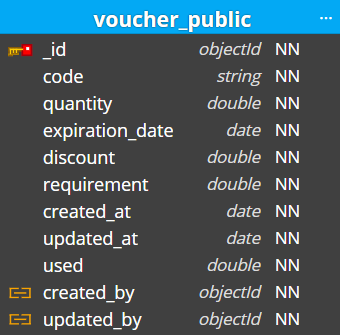 voucher_public ...
_id objectId NN
code string NN
quantity double NN
expiration_date date NN
discount double NN
requirement double NN
created_at date NN
updated_at date NN
used double NN
created_by objectId NN
updated_by objectId NN